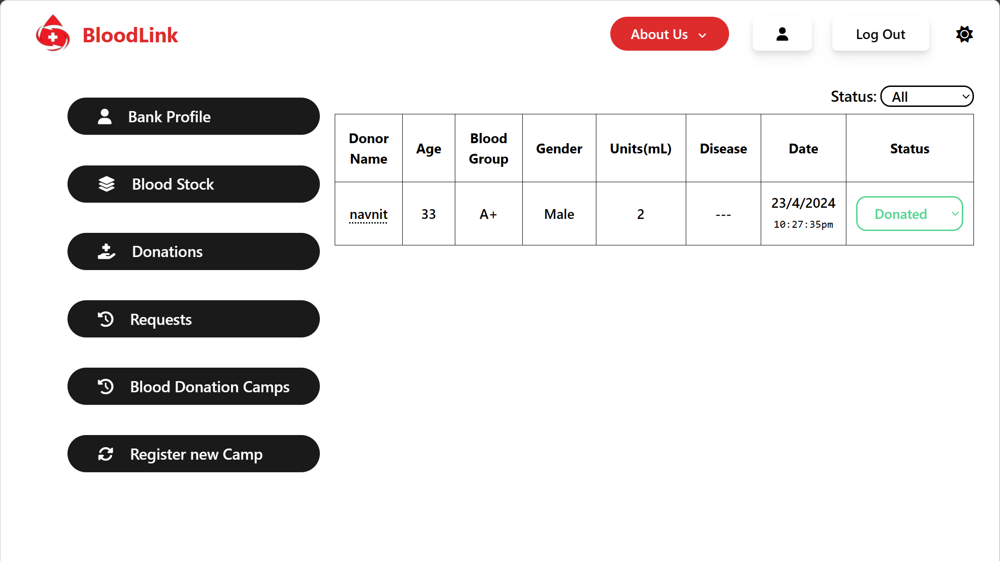 BloodLink
About Us
Log Out
Status: All
Bank Profile
Blood Stock
Donations
Requests
Blood Donation Camps
Register new Camp
Donor Name Age Blood Group Gender Units(mL) Disease Date Status
navnit 33 A+ Male 2 --- 23/4/2024 10:27:35pm Donated